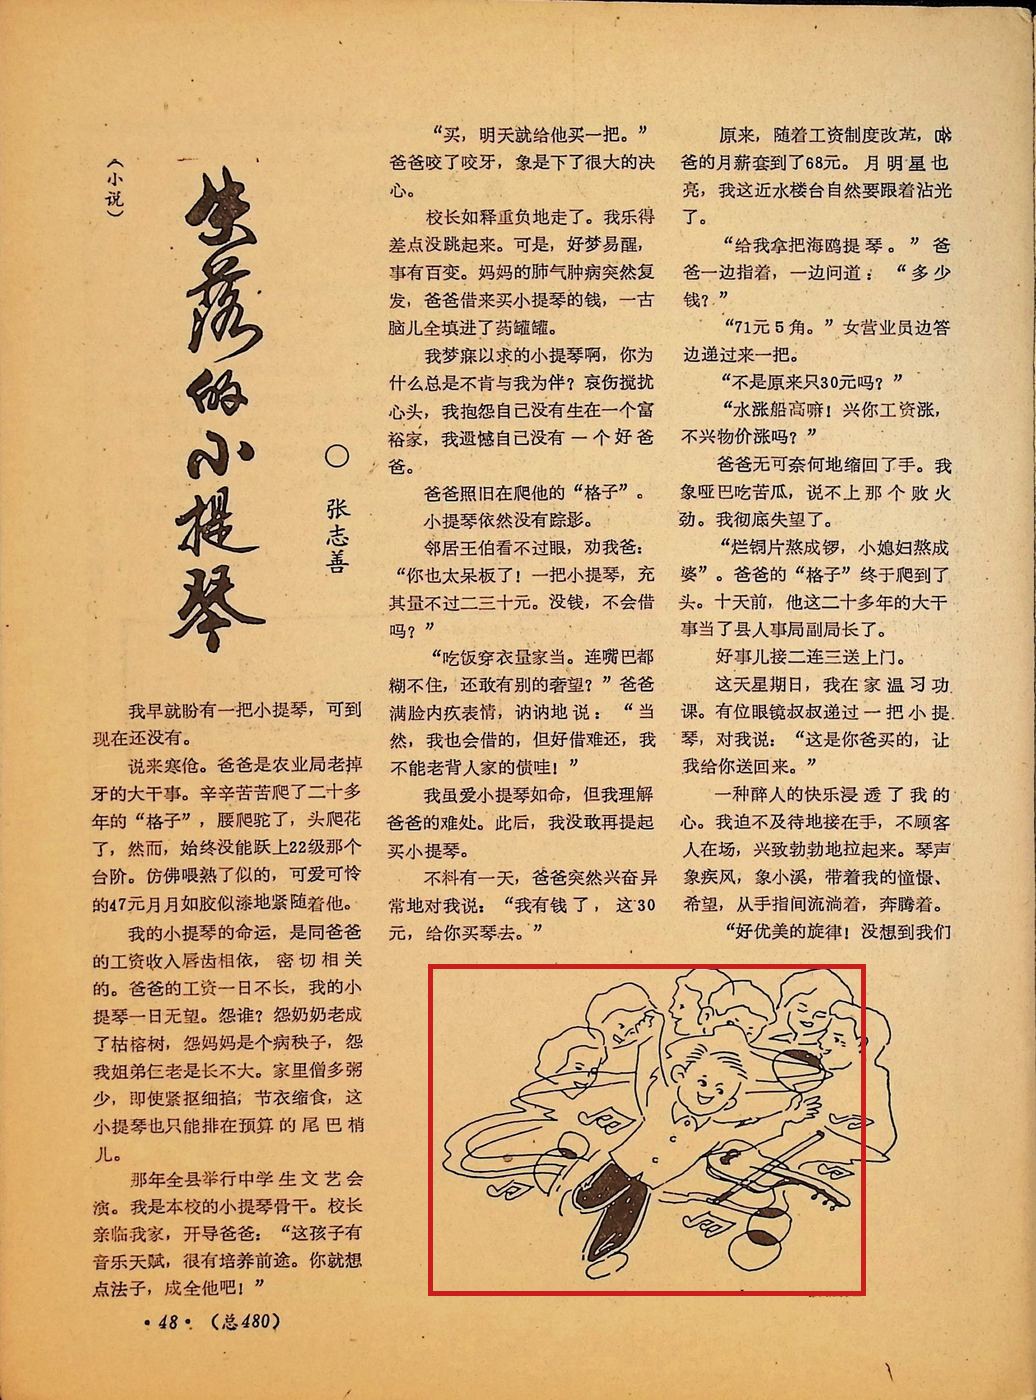 （小说）
失落的小提琴
○ 张志善
我早就盼有一把小提琴，可到
现在还没有。
说来寒伧。爸爸是农业局老掉
牙的大干事。辛辛苦苦爬了二十多
年的“格子”，腰爬驼了，头爬花
了，然而，始终没能跃上22级那个
台阶。仿佛喂熟了似的，可爱可怜
的47元月月如胶似漆地紧随着他。
我的小提琴的命运，是同爸爸
的工资收入唇齿相依，密切相关
的。爸爸的工资一日不长，我的小
提琴一日无望。怨谁？怨奶奶老成
了枯榕树，怨妈妈是个病秧子，怨
我姐弟仨老是长不大。家里僧多粥
少，即使紧抠细掐；节衣缩食，这
小提琴也只能排在预算的尾巴梢
儿。
那年全县举行中学生文艺会
演。我是本校的小提琴骨干。校长
亲临我家，开导爸爸：“这孩子有
音乐天赋，很有培养前途。你就想
点法子，成全他吧！”
“买，明天就给他买一把。”
爸爸咬了咬牙，象是下了很大的决
心。
校长如释重负地走了。我乐得
差点没跳起来。可是，好梦易醒，
事有百变。妈妈的肺气肿病突然复
发，爸爸借来买小提琴的钱，一古
脑儿全填进了药罐罐。
我梦寐以求的小提琴啊，你为
什么总是不肯与我为伴？哀伤搅扰
心头，我抱怨自己没有生在一个富
裕家，我遗憾自己没有一个好爸
爸。
爸爸照旧在爬他的“格子”。
小提琴依然没有踪影。
邻居王伯看不过眼，劝我爸：
“你也太呆板了！一把小提琴，充
其量不过二三十元。没钱，不会借
吗？”
“吃饭穿衣量家当。连嘴巴都
糊不住，还敢有别的奢望？”爸爸
满脸内疚表情，讷讷地说：“当
然，我也会借的，但好借难还，我
不能老背人家的债哇！”
我虽爱小提琴如命，但我理解
爸爸的难处。此后，我没敢再提起
买小提琴。
不料有一天，爸爸突然兴奋异
常地对我说：“我有钱了，这30
元，给你买琴去。”
原来，随着工资制度改革，爸
爸的月薪套到了68元。月明星也
亮，我这近水楼台自然要跟着沾光
了。
“给我拿把海鸥提琴。”爸
爸一边指着，一边问道：“多少
钱？”
“71元5角。”女营业员边答
边递过来一把。
“不是原来只30元吗？”
“水涨船高嘛！兴你工资涨，
不兴物价涨吗？”
爸爸无可奈何地缩回了手。我
象哑巴吃苦瓜，说不上那个败火
劲。我彻底失望了。
“烂铜片熬成锣，小媳妇熬成
婆”。爸爸的“格子”终于爬到了
头。十天前，他这二十多年的大干
事当了县人事局副局长了。
好事儿接二连三送上门。
这天星期日，我在家温习功
课。有位眼镜叔叔递过一把小提
琴，对我说：“这是你爸买的，让
我给你送回来。”
一种醉人的快乐浸透了我的
心。我迫不及待地接在手，不顾客
人在场，兴致勃勃地拉起来。琴声
象疾风，象小溪，带着我的憧憬、
希望，从手指间流淌着，奔腾着。
“好优美的旋律！没想到我们
·48·（总480）